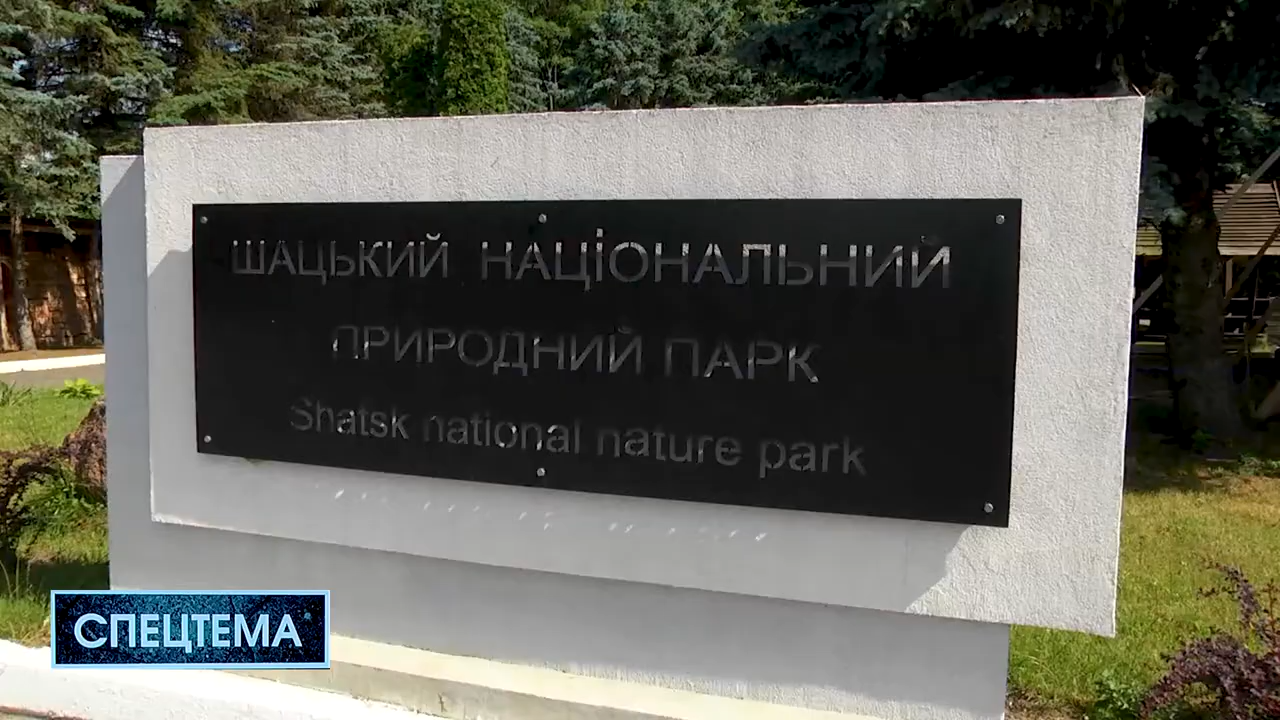 ШАЦЬКИЙ НАЦІОНАЛЬНИЙ
ПРИРОДНИЙ ПАРК
Shatsk national nature park
СПЕЦТЕМА